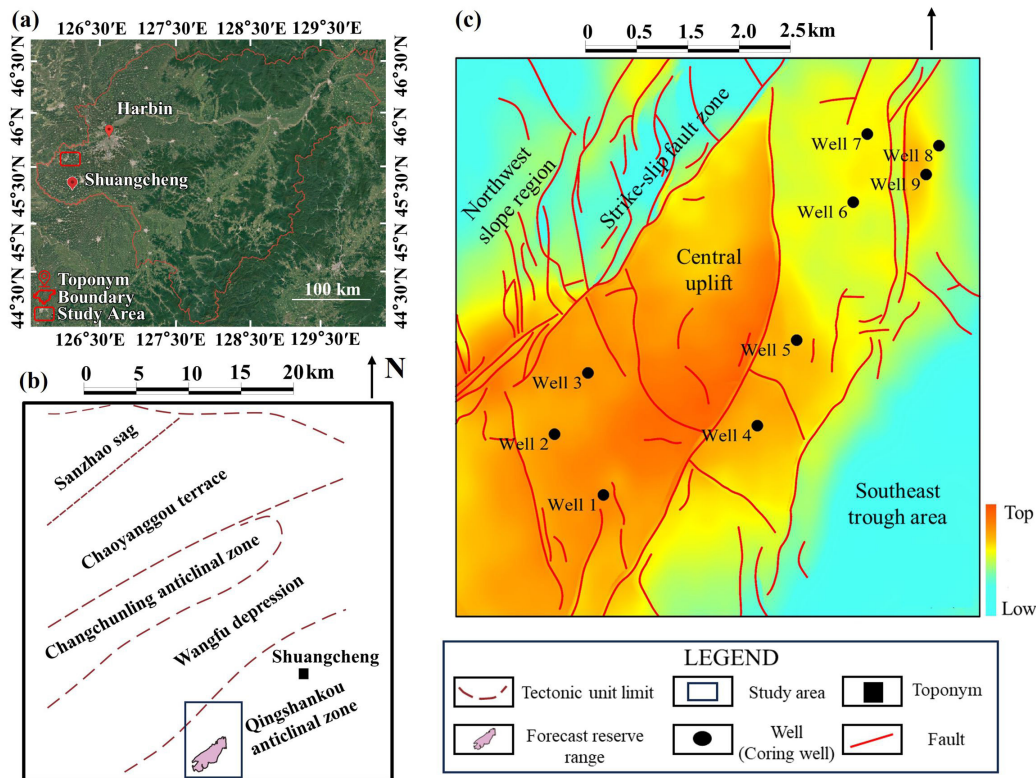 (a)
126°30′E 127°30′E 128°30′E 129°30′E
46°30′N
46°N
45°30′N
45°N
44°30′N
46°30′N
46°N
45°30′N
45°N
44°30′N
Harbin
Shuangcheng
Toponym
Boundary
Study Area
100 km
126°30′E 127°30′E 128°30′E 129°30′E
(b)
0 5 10 15 20 km
N
Sanzhao sag
Chaoyanggou terrace
Changchunling anticlinal zone
Wangfu depression
Shuangcheng
Qingshankou
anticlinal zone
(c)
0 0.5 1.0 2.0 2.2 2.5 km
Northwest
slope region
Strike-slip fault zone
Central
uplift
Well 7
Well 8
Well 9
Well 6
Well 5
Well 3
Well 4
Well 2
Well 1
Southeast
trough area
Top
Low
LEGEND
Tectonic unit limit
Study area
Toponym
Forecast reserve
range
Well
(Coring well)
Fault